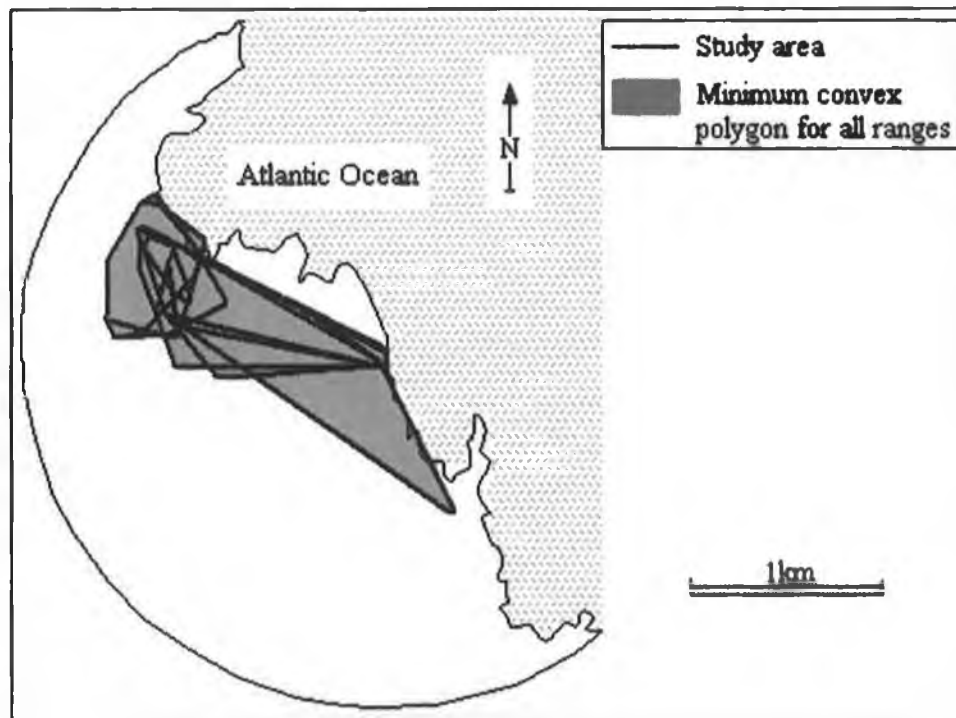 Study area
Minimum convex
polygon for all ranges
N
Atlantic Ocean
1km